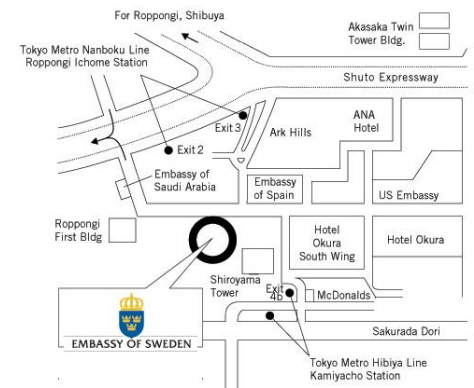 For Roppongi, Shibuya
Akasaka Twin
Tower Bldg.
Tokyo Metro Nanboku Line
Roppongi Ichome Station
Shuto Expressway
Exit 3
Ark Hills
ANA
Hotel
Exit 2
Embassy of
Saudi Arabia
Embassy
of Spain
US Embassy
Roppongi
First Bldg
Hotel
Okura
South Wing
Hotel Okura
Shiroyama
Tower
Exit
4b
McDonalds
Sakurada Dori
EMBASSY OF SWEDEN
Tokyo Metro Hibiya Line
Kamiyacho Station